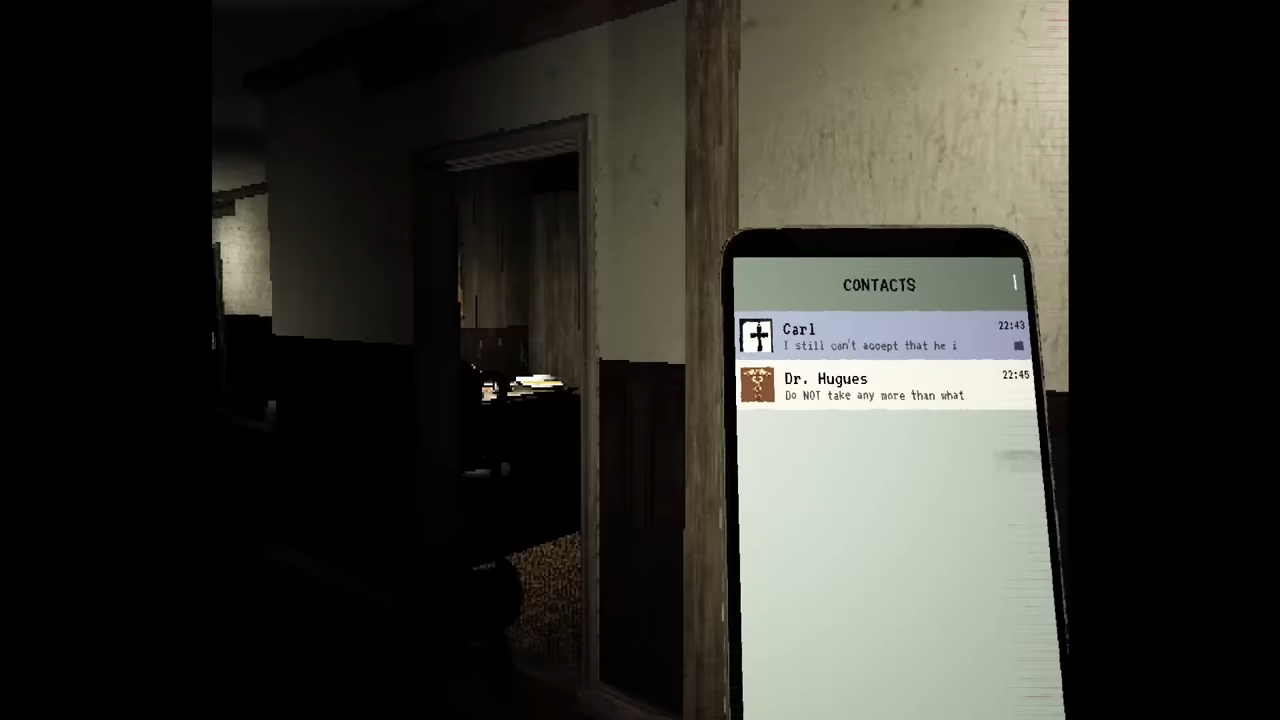 CONTACTS
Carl 22:43
I still can't accept that he i
Dr. Hugues 22:45
Do NOT take any more than what